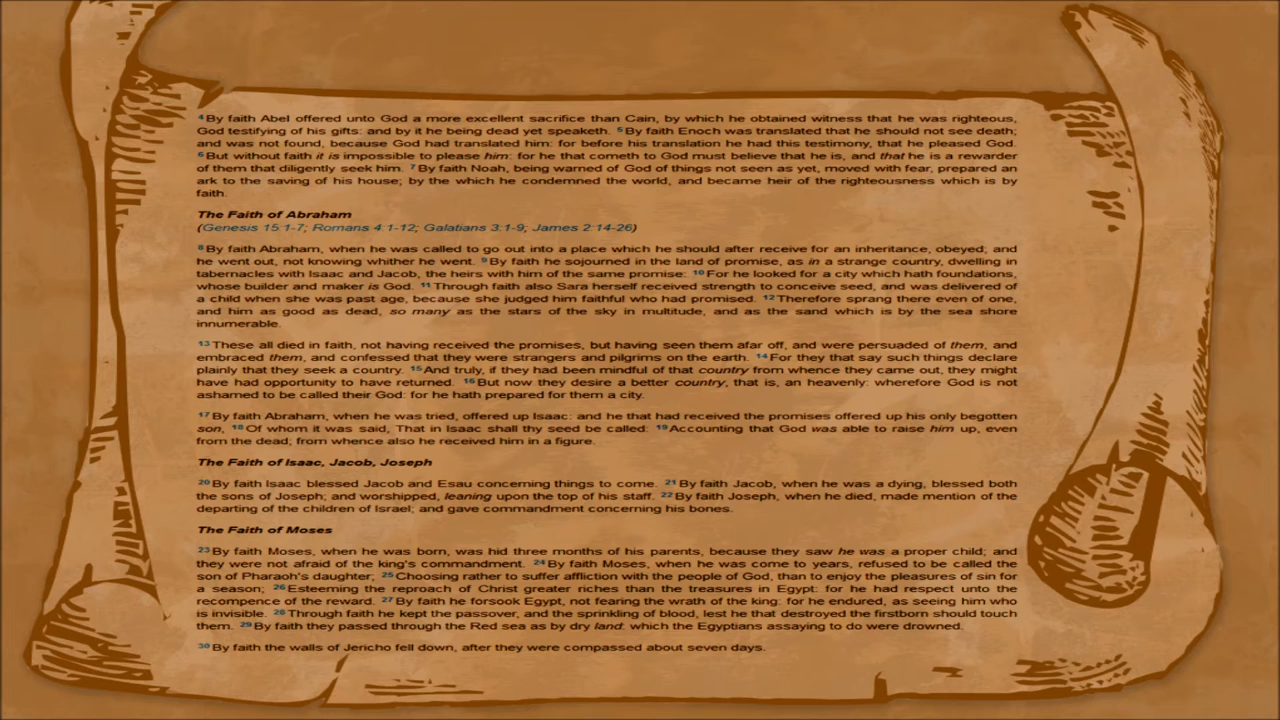 4 By faith Abel offered unto God a more excellent sacrifice than Cain, by which he obtained witness that he was righteous,
God testifying of his gifts: and by it he being dead yet speaketh. 5 By faith Enoch was translated that he should not see death;
and was not found, because God had translated him: for before his translation he had this testimony, that he pleased God.
6 But without faith it is impossible to please him: for he that cometh to God must believe that he is, and that he is a rewarder
of them that diligently seek him. 7 By faith Noah, being warned of God of things not seen as yet, moved with fear, prepared an
ark to the saving of his house; by the which he condemned the world, and became heir of the righteousness which is by
faith.
The Faith of Abraham
(Genesis 15:1-7; Romans 4:1-12; Galatians 3:1-9; James 2:14-26)
8 By faith Abraham, when he was called to go out into a place which he should after receive for an inheritance, obeyed; and
he went out, not knowing whither he went. 9 By faith he sojourned in the land of promise, as in a strange country, dwelling in
tabernacles with Isaac and Jacob, the heirs with him of the same promise: 10 For he looked for a city which hath foundations,
whose builder and maker is God. 11 Through faith also Sara herself received strength to conceive seed, and was delivered of
a child when she was past age, because she judged him faithful who had promised. 12 Therefore sprang there even of one,
and him as good as dead, so many as the stars of the sky in multitude, and as the sand which is by the sea shore
innumerable.
13 These all died in faith, not having received the promises, but having seen them afar off, and were persuaded of them, and
embraced them, and confessed that they were strangers and pilgrims on the earth. 14 For they that say such things declare
plainly that they seek a country. 15 And truly, if they had been mindful of that country from whence they came out, they might
have had opportunity to have returned. 16 But now they desire a better country, that is, an heavenly: wherefore God is not
ashamed to be called their God: for he hath prepared for them a city.
17 By faith Abraham, when he was tried, offered up Isaac: and he that had received the promises offered up his only begotten
son, 18 Of whom it was said, That in Isaac shall thy seed be called: 19 Accounting that God was able to raise him up, even
from the dead; from whence also he received him in a figure.
The Faith of Isaac, Jacob, Joseph
20 By faith Isaac blessed Jacob and Esau concerning things to come. 21 By faith Jacob, when he was a dying, blessed both
the sons of Joseph; and worshipped, leaning upon the top of his staff. 22 By faith Joseph, when he died, made mention of the
departing of the children of Israel; and gave commandment concerning his bones.
The Faith of Moses
23 By faith Moses, when he was born, was hid three months of his parents, because they saw he was a proper child; and
they were not afraid of the king's commandment. 24 By faith Moses, when he was come to years, refused to be called the
son of Pharaoh's daughter; 25 Choosing rather to suffer affliction with the people of God, than to enjoy the pleasures of sin for
a season; 26 Esteeming the reproach of Christ greater riches than the treasures in Egypt: for he had respect unto the
recompence of the reward. 27 By faith he forsook Egypt, not fearing the wrath of the king: for he endured, as seeing him who
is invisible. 28 Through faith he kept the passover, and the sprinkling of blood, lest he that destroyed the firstborn should touch
them. 29 By faith they passed through the Red sea as by dry land: which the Egyptians assaying to do were drowned.
30 By faith the walls of Jericho fell down, after they were compassed about seven days.